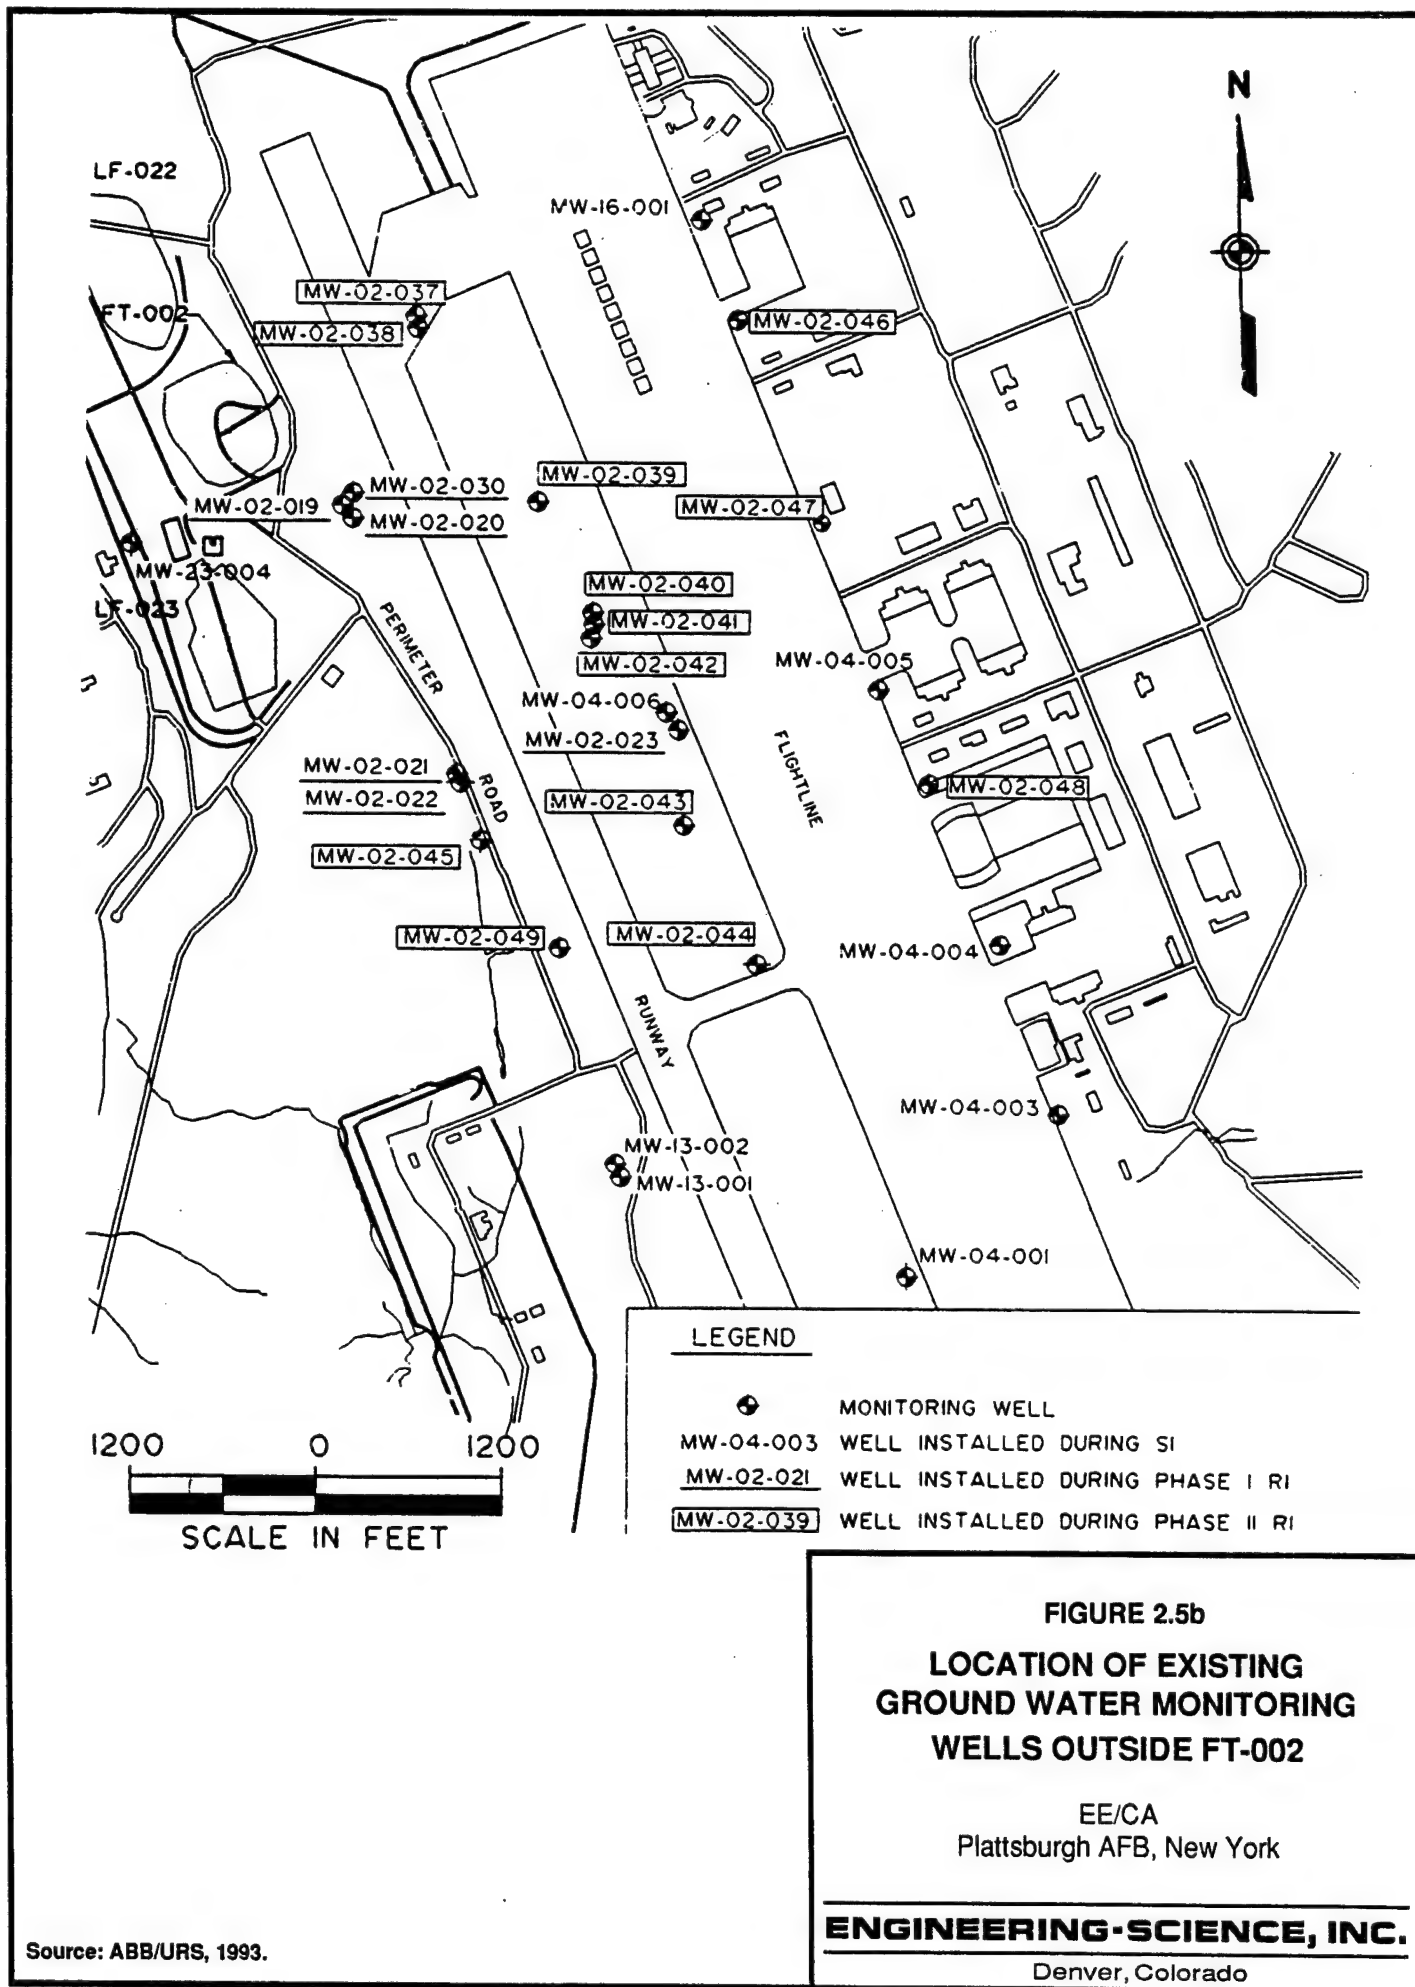 N
LF-022
MW-16-001
MW-02-037
FT-002
MW-02-038
MW-02-046
MW-02-039
MW-02-030
MW-02-019
MW-02-047
MW-02-020
MW-23-004
MW-02-040
LF-023
MW-02-041
PERIMETER
ROAD
MW-02-042
MW-04-005
MW-04-006
MW-02-023
FLIGHTLINE
MW-02-021
MW-02-022
MW-02-048
MW-02-043
MW-02-045
MW-02-049
MW-02-044
MW-04-004
RUNWAY
MW-04-003
MW-13-002
MW-13-001
MW-04-001
LEGEND
MONITORING WELL
MW-04-003 WELL INSTALLED DURING SI
MW-02-021 WELL INSTALLED DURING PHASE I RI
MW-02-039 WELL INSTALLED DURING PHASE II RI
1200 0 1200
SCALE IN FEET
FIGURE 2.5b
LOCATION OF EXISTING
GROUND WATER MONITORING
WELLS OUTSIDE FT-002
EE/CA
Plattsburgh AFB, New York
ENGINEERING-SCIENCE, INC.
Denver, Colorado
Source: ABB/URS, 1993.